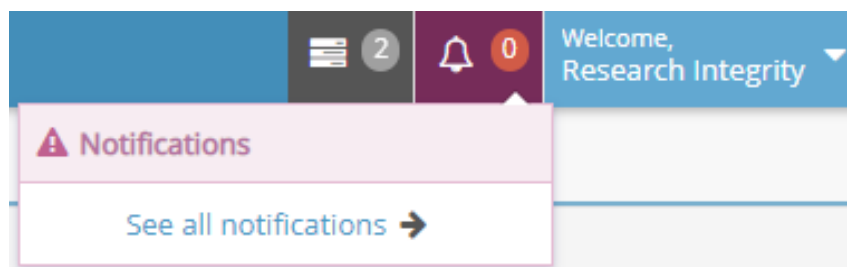 2
0
Welcome,
Research Integrity
Notifications
See all notifications